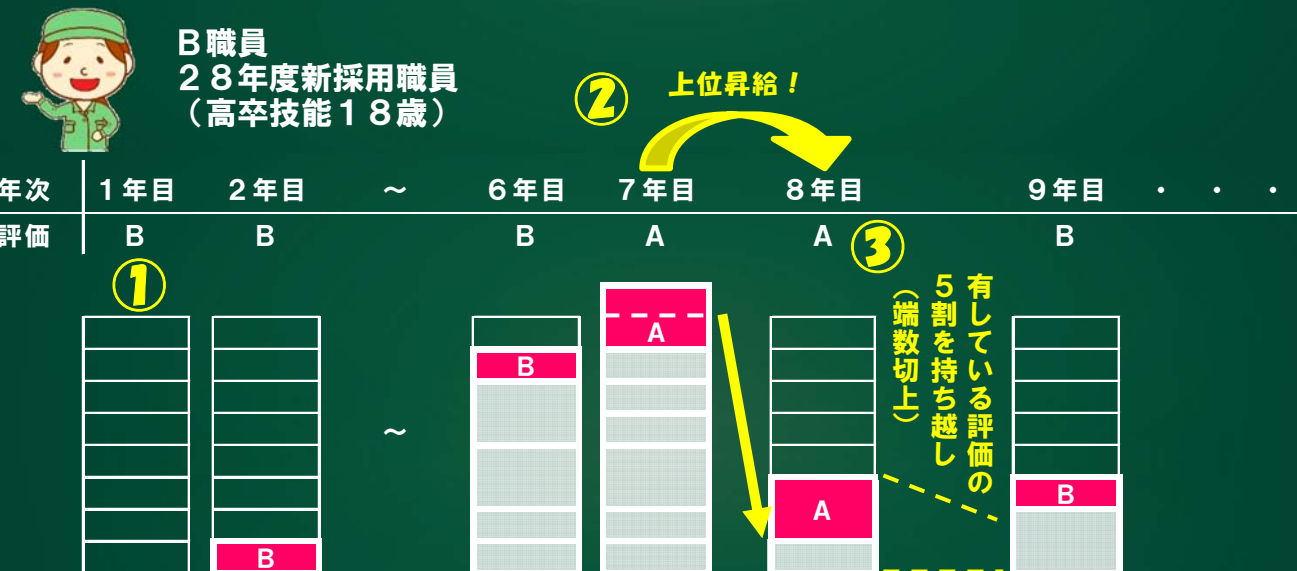 B職員
28年度新採用職員
（高卒技能18歳）
② 上位昇給！
年次 1年目 2年目 ～ 6年目 7年目 8年目 9年目 ・ ・ ・
評価 B B B A A ③ B
①
有している評価の
5割を持ち越し
（端数切上）
A
B
～
A
B
B